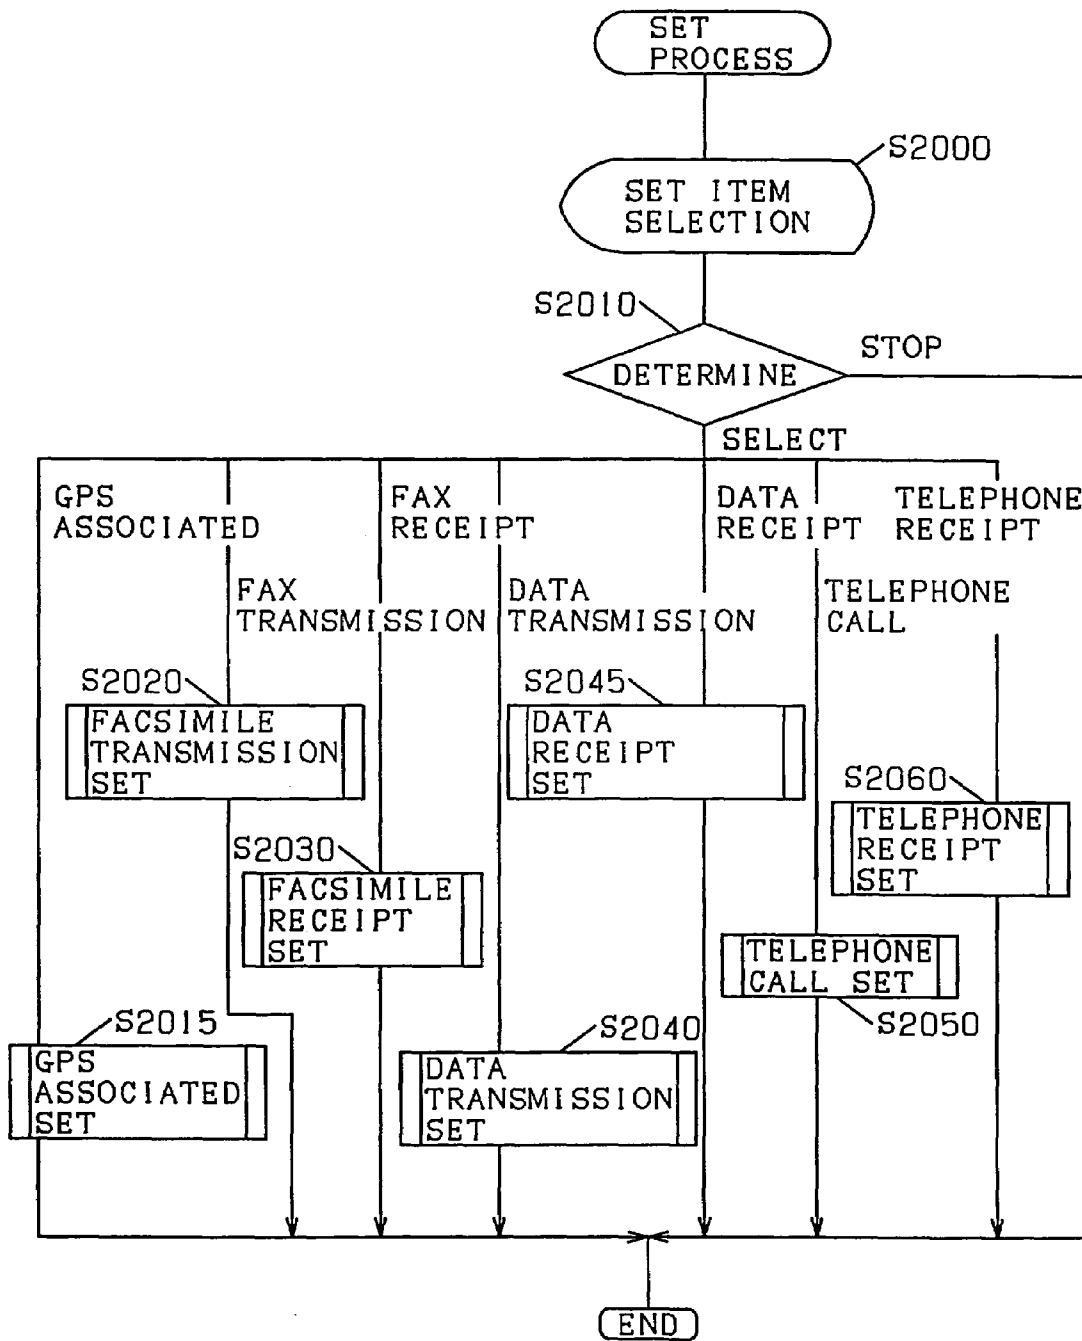 SET
PROCESS
S2000
SET ITEM
SELECTION
S2010
DETERMINE
STOP
SELECT
GPS
ASSOCIATED
FAX
RECEIPT
DATA
RECEIPT
TELEPHONE
RECEIPT
FAX
TRANSMISSION
DATA
TRANSMISSION
TELEPHONE
CALL
S2020
FACSIMILE
TRANSMISSION
SET
S2045
DATA
RECEIPT
SET
S2060
TELEPHONE
RECEIPT
SET
S2030
FACSIMILE
RECEIPT
SET
TELEPHONE
CALL SET
S2050
S2015
GPS
ASSOCIATED
SET
S2040
DATA
TRANSMISSION
SET
END